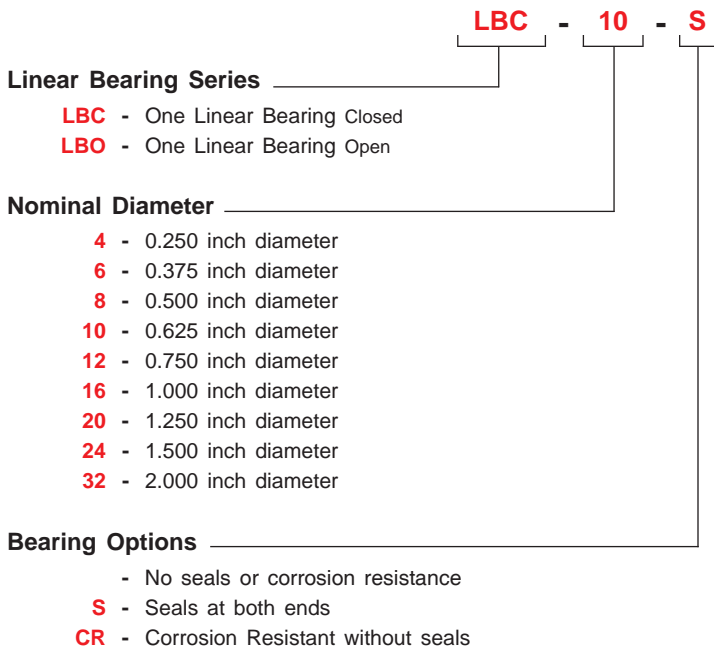 LBC - 10 - S
Linear Bearing Series
LBC - One Linear Bearing Closed
LBO - One Linear Bearing Open
Nominal Diameter
4 - 0.250 inch diameter
6 - 0.375 inch diameter
8 - 0.500 inch diameter
10 - 0.625 inch diameter
12 - 0.750 inch diameter
16 - 1.000 inch diameter
20 - 1.250 inch diameter
24 - 1.500 inch diameter
32 - 2.000 inch diameter
Bearing Options
- No seals or corrosion resistance
S - Seals at both ends
CR - Corrosion Resistant without seals